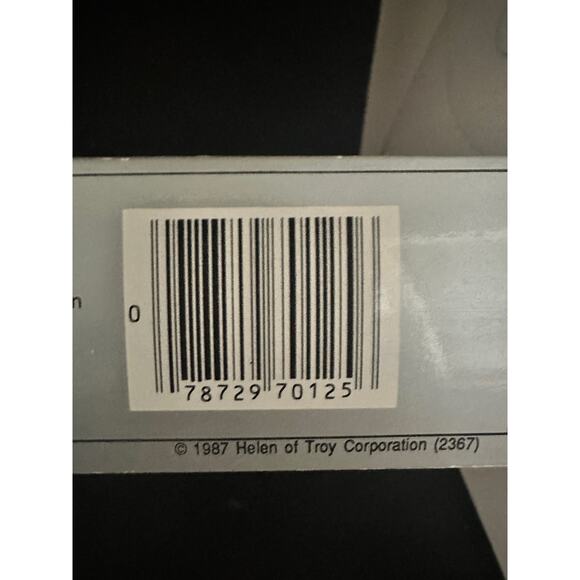 n
0
78729 70125
© 1987 Helen of Troy Corporation (2367)